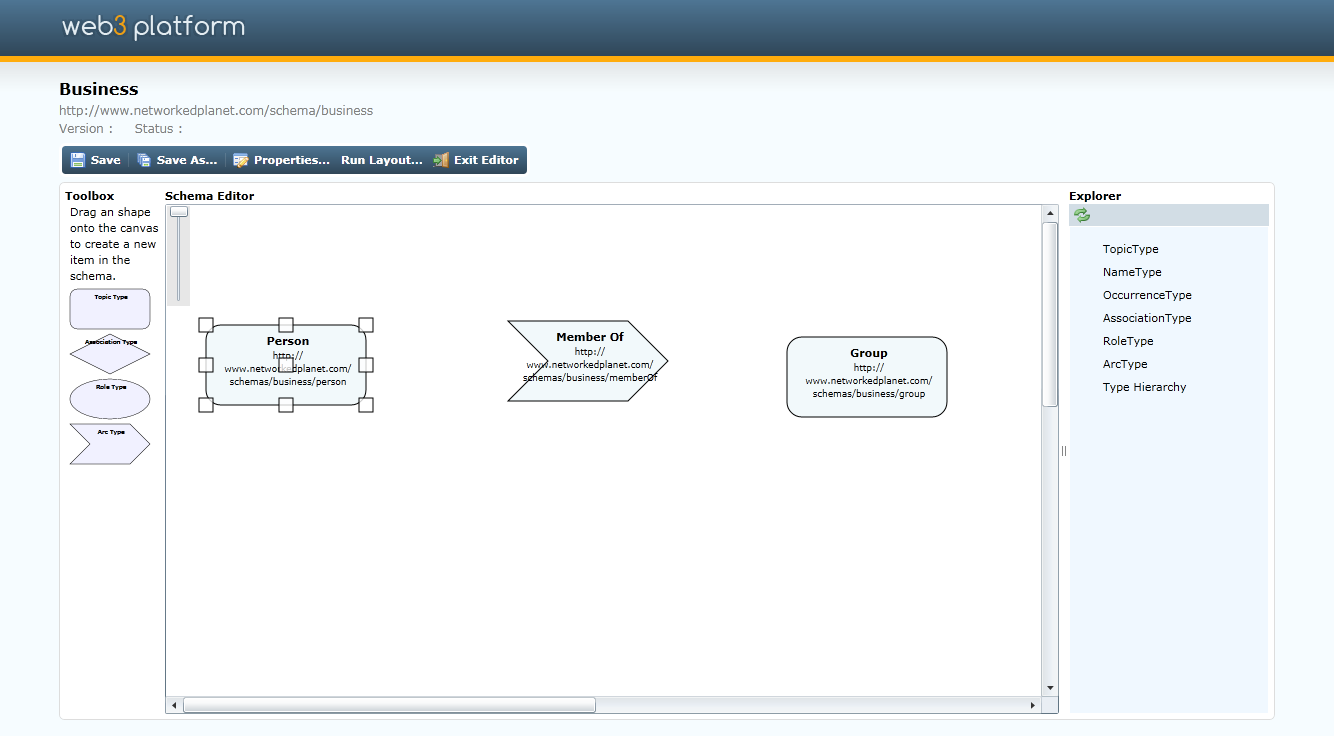 web3 platform
Business
http://www.networkedplanet.com/schema/business
Version :    Status :
Save  Save As...  Properties...  Run Layout...  Exit Editor
Toolbox
Drag an shape
onto the canvas
to create a new
item in the
schema.
Topic Type
Association Type
Role Type
Arc Type
Schema Editor
Person
http://
www.networkedplanet.com/
schemas/business/person
Member Of
http://
www.networkedplanet.com/
schemas/business/memberOf
Group
http://
www.networkedplanet.com/
schemas/business/group
Explorer
TopicType
NameType
OccurrenceType
AssociationType
RoleType
ArcType
Type Hierarchy